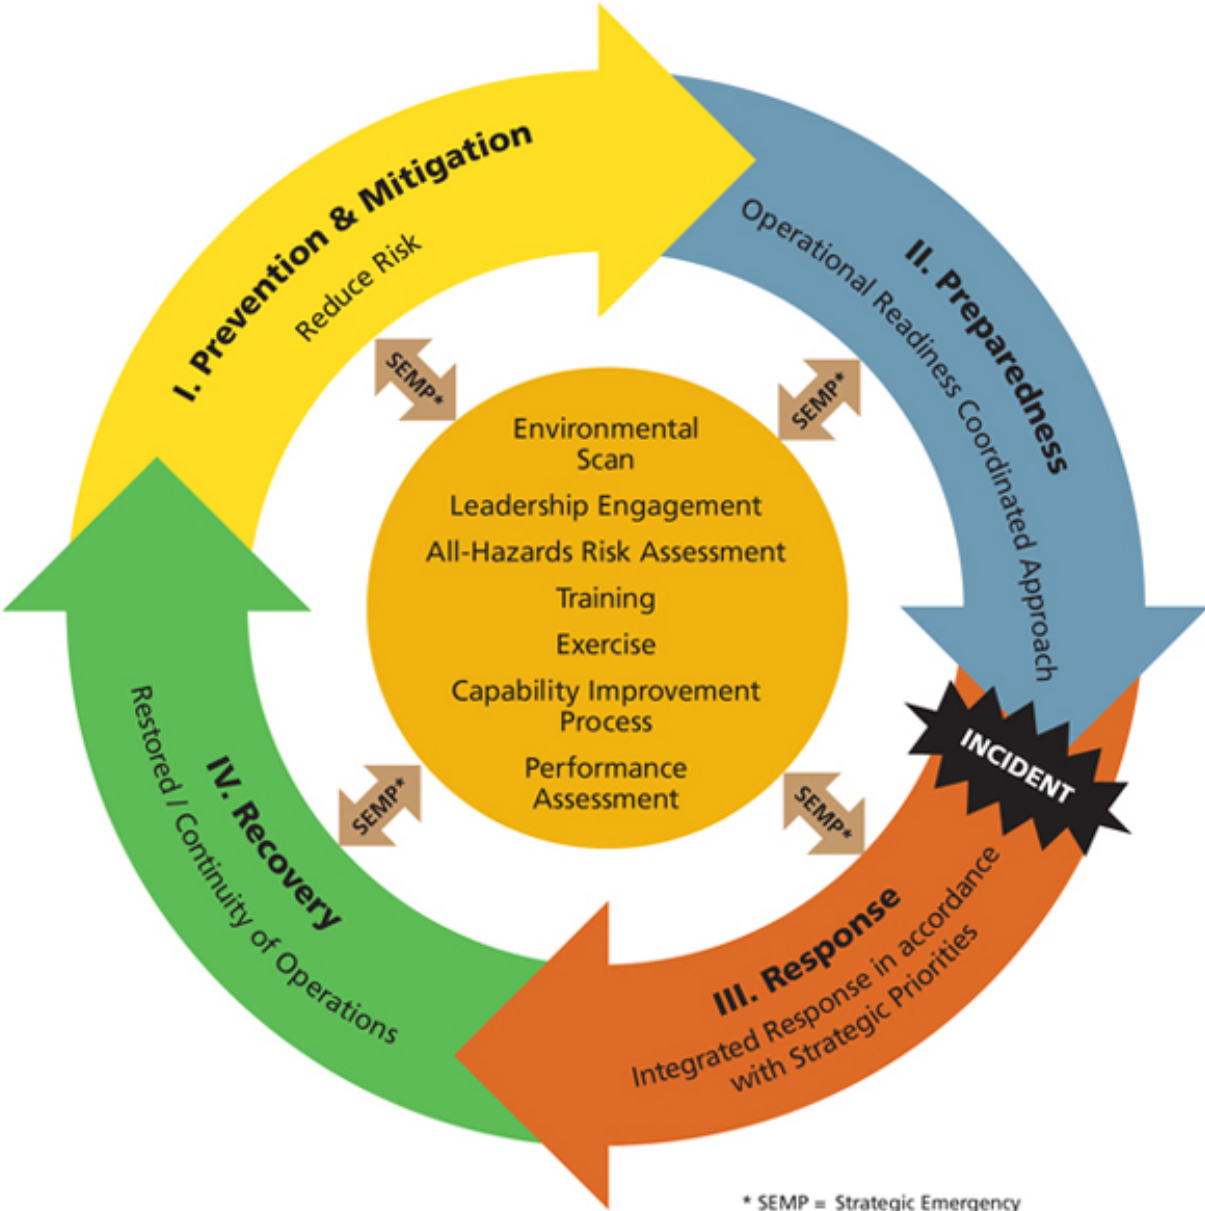 I. Prevention & Mitigation
Reduce Risk
II. Preparedness
Operational Readiness Coordinated Approach
SEMP*
SEMP*
Environmental
Scan
Leadership Engagement
All-Hazards Risk Assessment
Training
Exercise
Capability Improvement
Process
Performance
Assessment
INCIDENT
SEMP*
SEMP*
III. Response
Integrated Response in accordance
with Strategic Priorities
IV. Recovery
Restored / Continuity of Operations
* SEMP = Strategic Emergency